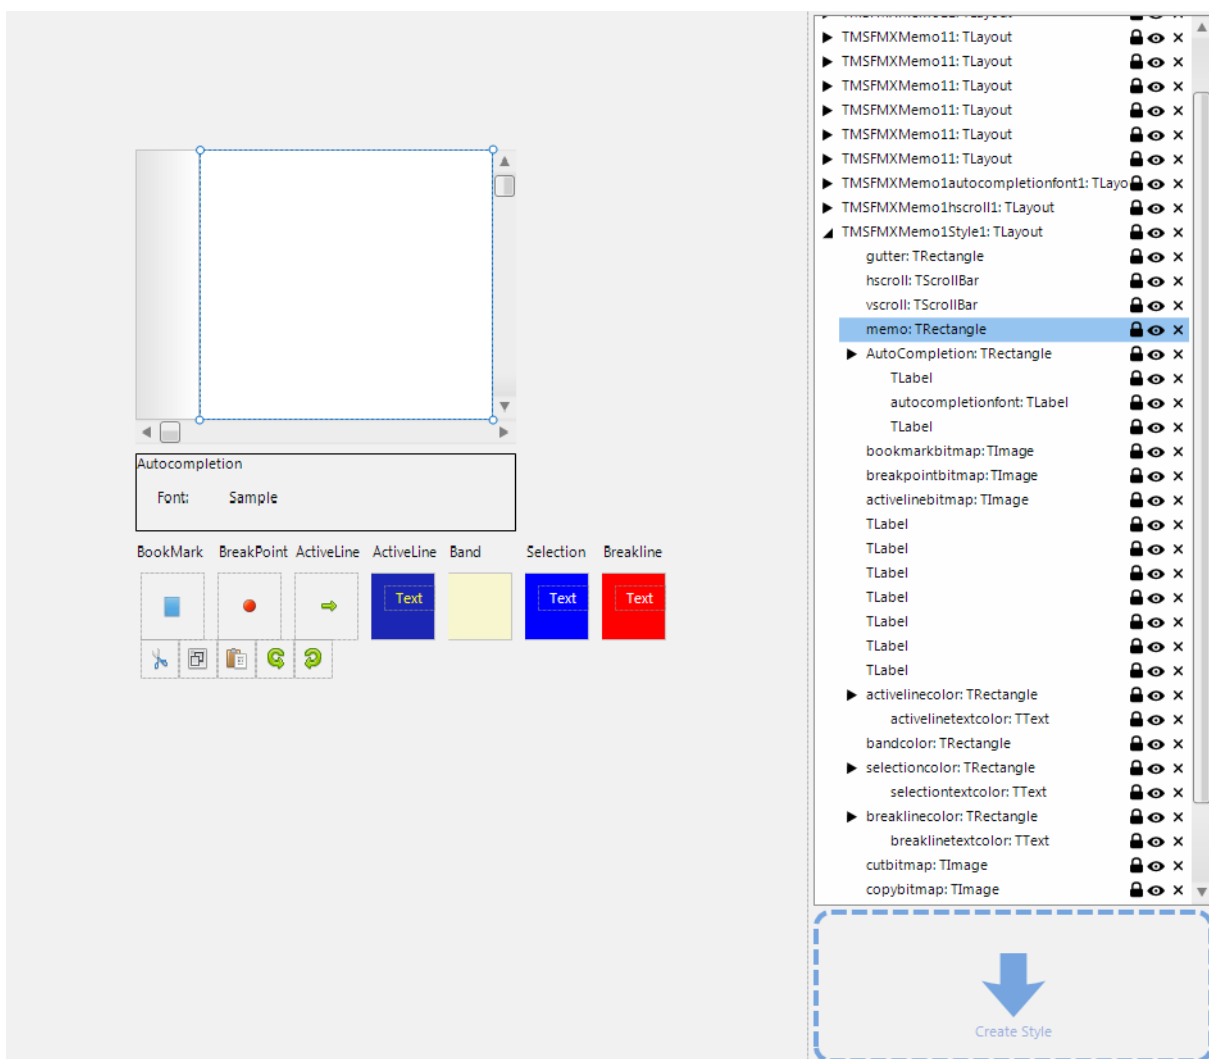 Autocompletion
Font: Sample
BookMark BreakPoint ActiveLine ActiveLine Band Selection Breakline
Text Text Text
TMSFMXMemo11: TLayout
TMSFMXMemo11: TLayout
TMSFMXMemo11: TLayout
TMSFMXMemo11: TLayout
TMSFMXMemo11: TLayout
TMSFMXMemo11: TLayout
TMSFMXMemo1autocompletionfont1: TLayo
TMSFMXMemo1hscroll1: TLayout
TMSFMXMemo1Style1: TLayout
gutter: TRectangle
hscroll: TScrollBar
vscroll: TScrollBar
memo: TRectangle
AutoCompletion: TRectangle
TLabel
autocompletionfont: TLabel
TLabel
bookmarkbitmap: TImage
breakpointbitmap: TImage
activelinebitmap: TImage
TLabel
TLabel
TLabel
TLabel
TLabel
TLabel
TLabel
activelinecolor: TRectangle
activelinetextcolor: TText
bandcolor: TRectangle
selectioncolor: TRectangle
selectiontextcolor: TText
breaklinecolor: TRectangle
breaklinetextcolor: TText
cutbitmap: TImage
copybitmap: TImage
Create Style